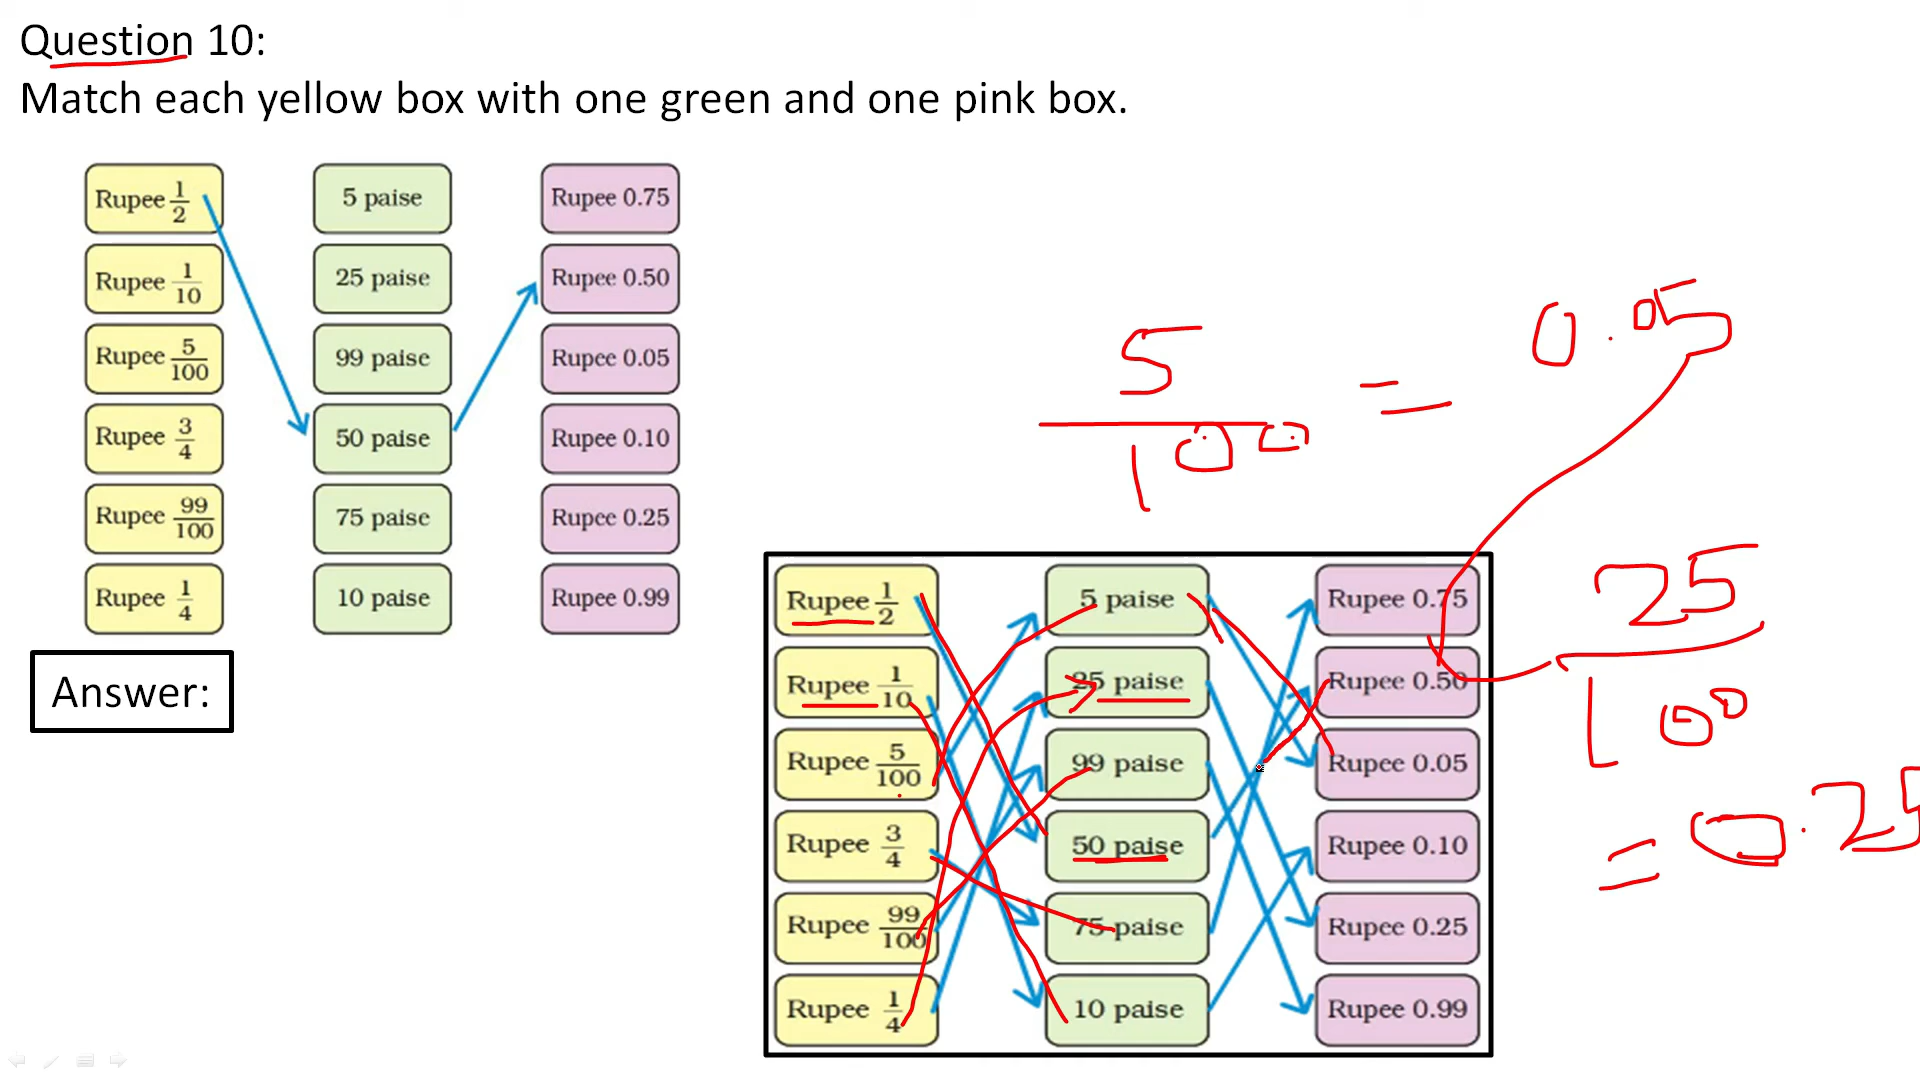 Question 10:
Match each yellow box with one green and one pink box.
Rupee 1/2 5 paise Rupee 0.75
Rupee 1/10 25 paise Rupee 0.50
Rupee 5/100 99 paise Rupee 0.05
Rupee 3/4 50 paise Rupee 0.10
Rupee 99/100 75 paise Rupee 0.25
Rupee 1/4 10 paise Rupee 0.99
5/100 = 0.05
Answer:
Rupee 1/2 5 paise Rupee 0.75
Rupee 1/10 25 paise Rupee 0.50
Rupee 5/100 99 paise Rupee 0.05
Rupee 3/4 50 paise Rupee 0.10
Rupee 99/100 75 paise Rupee 0.25
Rupee 1/4 10 paise Rupee 0.99
25/100
= 0.25